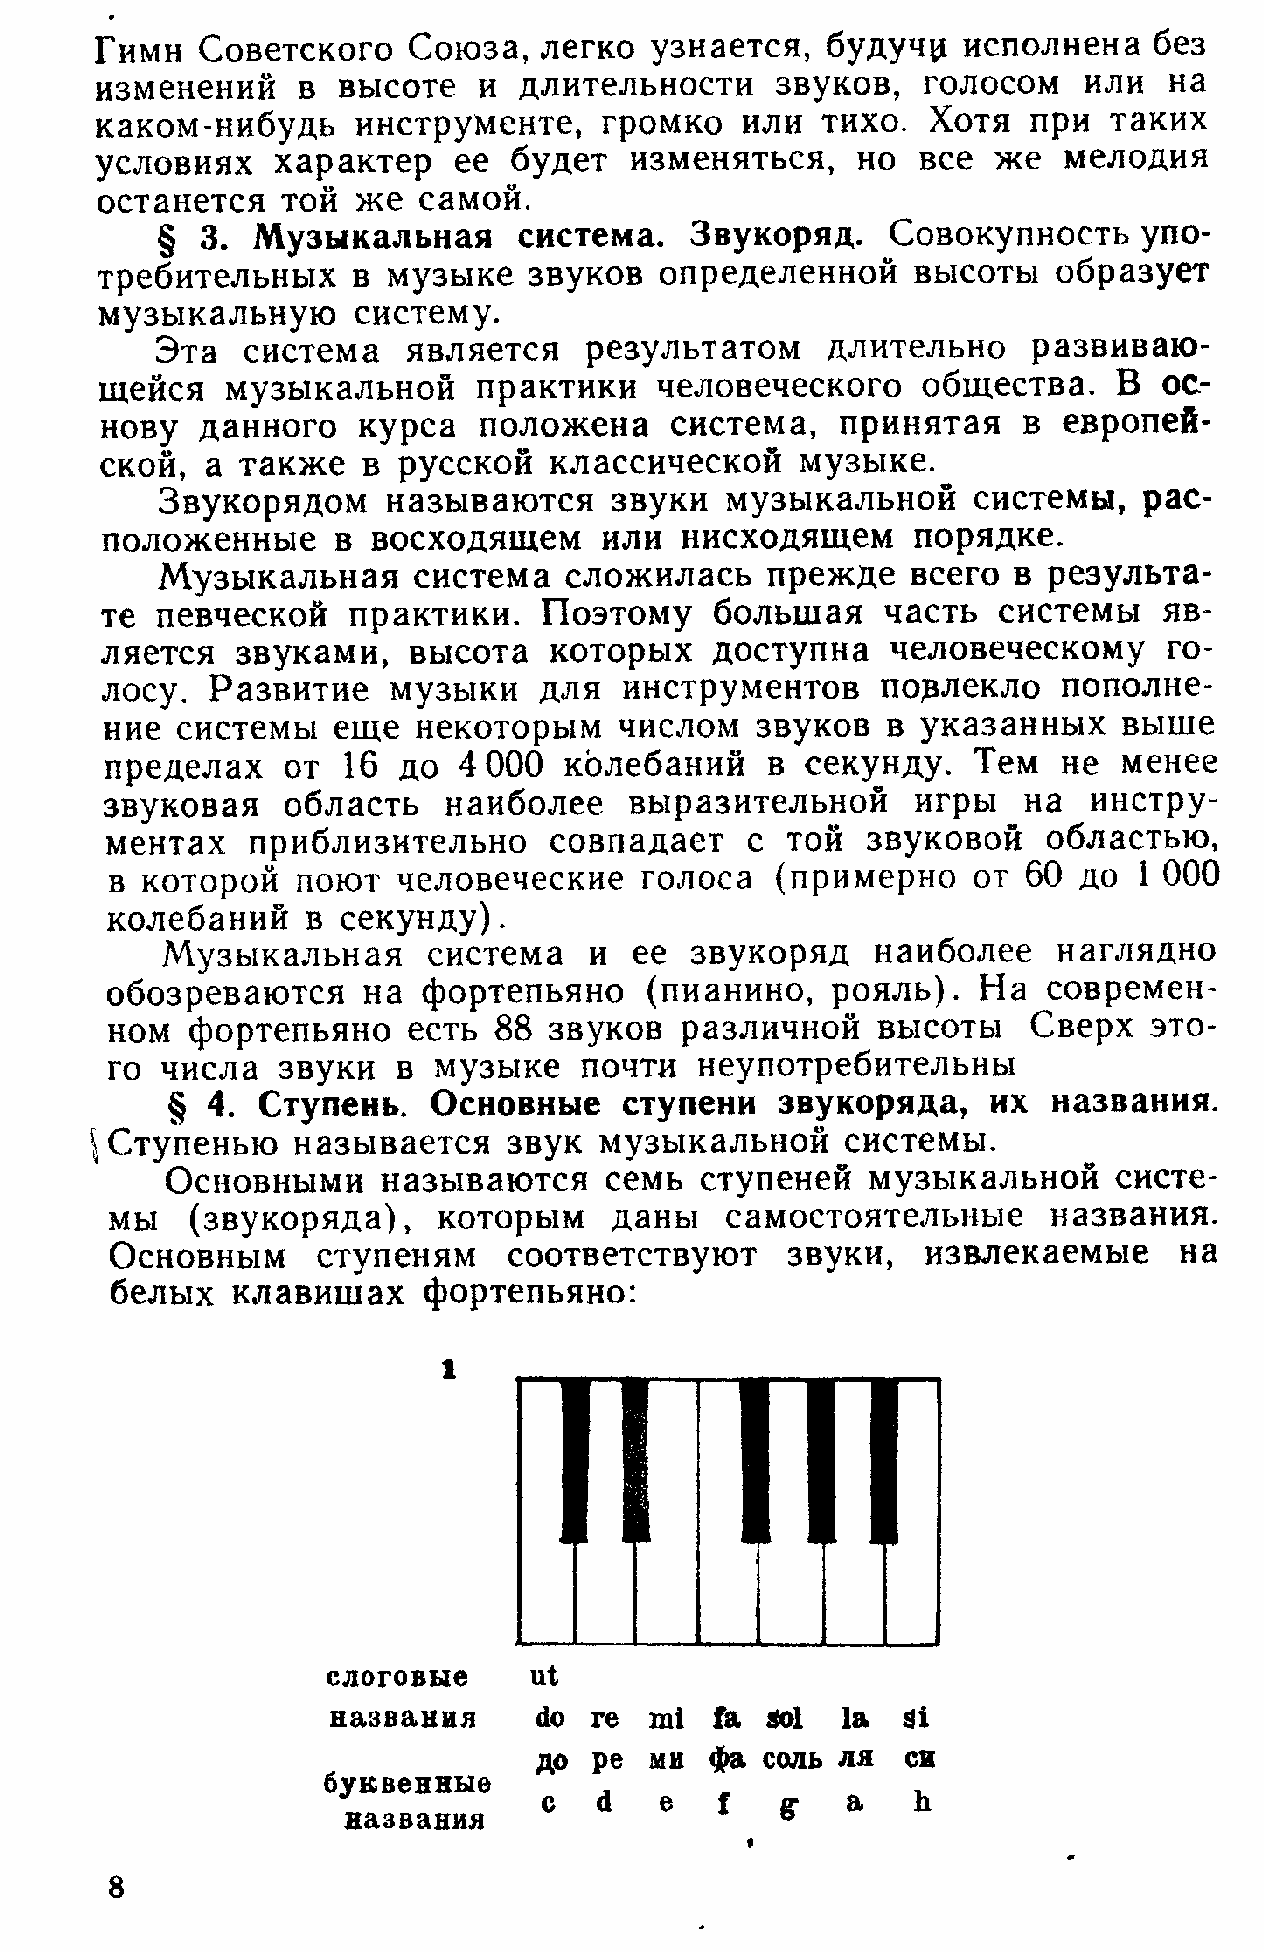 Гимн Советского Союза, легко узнается, будучи исполнена без
изменений в высоте и длительности звуков, голосом или на
каком-нибудь инструменте, громко или тихо. Хотя при таких
условиях характер ее будет изменяться, но все же мелодия
останется той же самой.
§ 3. Музыкальная система. Звукоряд. Совокупность упо-
требительных в музыке звуков определенной высоты образует
музыкальную систему.
Эта система является результатом длительно развиваю-
щейся музыкальной практики человеческого общества. В ос-
нову данного курса положена система, принятая в европей-
ской, а также в русской классической музыке.
Звукорядом называются звуки музыкальной системы, рас-
положенные в восходящем или нисходящем порядке.
Музыкальная система сложилась прежде всего в результа-
те певческой практики. Поэтому большая часть системы яв-
ляется звуками, высота которых доступна человеческому го-
лосу. Развитие музыки для инструментов повлекло пополне-
ние системы еще некоторым числом звуков в указанных выше
пределах от 16 до 4 000 колебаний в секунду. Тем не менее
звуковая область наиболее выразительной игры на инстру-
ментах приблизительно совпадает с той звуковой областью,
в которой поют человеческие голоса (примерно от 60 до 1 000
колебаний в секунду).
Музыкальная система и ее звукоряд наиболее наглядно
обозреваются на фортепьяно (пианино, рояль). На современ-
ном фортепьяно есть 88 звуков различной высоты Сверх это-
го числа звуки в музыке почти неупотребительны
§ 4. Ступень. Основные ступени звукоряда, их названия.
Ступенью называется звук музыкальной системы.
Основными называются семь ступеней музыкальной систе-
мы (звукоряда), которым даны самостоятельные названия.
Основным ступеням соответствуют звуки, извлекаемые на
белых клавишах фортепьяно:
1
слоговые ut
названия do re mi fa sol la si
до ре ми фа соль ля си
буквенные
c d e f g a h
названия
8